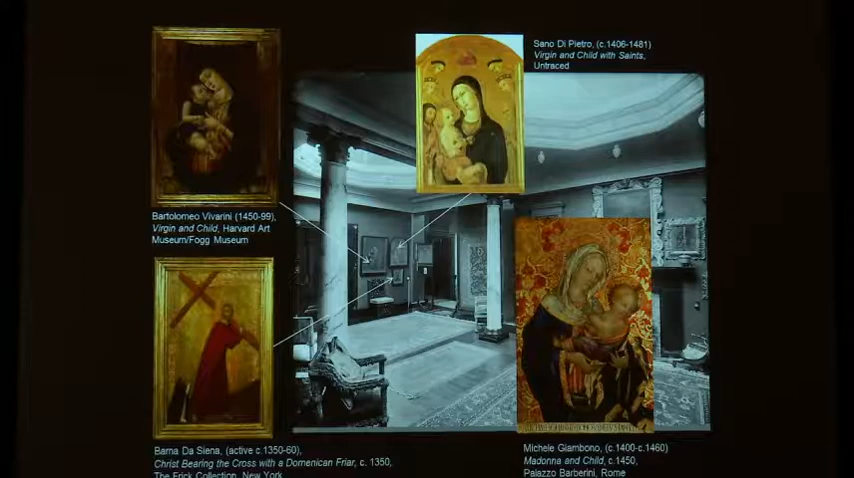 Sano Di Pietro, (c.1406-1481)
Virgin and Child with Saints,
Untraced
Bartolomeo Vivarini (1450-99),
Virgin and Child, Harvard Art
Museum/Fogg Museum
Barna Da Siena, (active c.1350-60),
Christ Bearing the Cross with a Domenican Friar, c. 1350,
The Frick Collection, New York
Michele Giambono, (c.1400-c.1460)
Madonna and Child, c.1450,
Palazzo Barberini, Rome